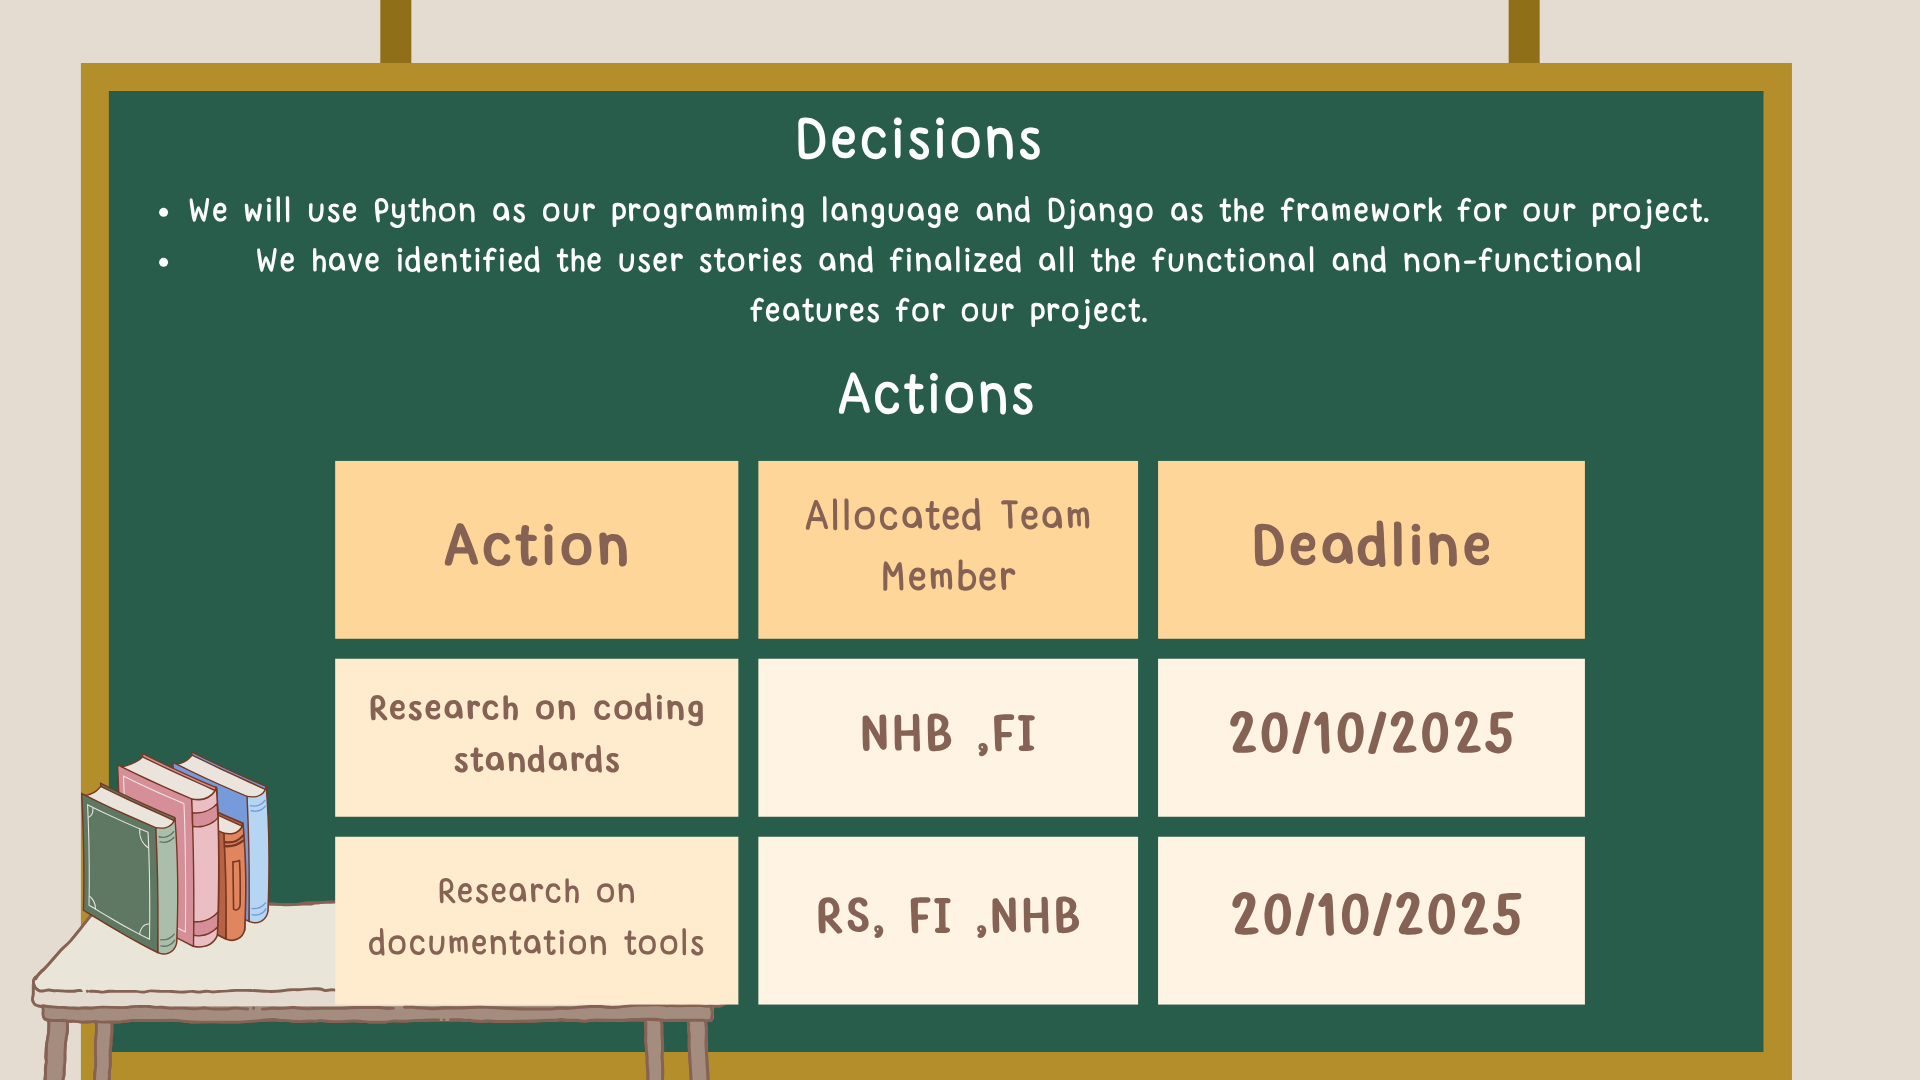 Decisions
• We will use Python as our programming language and Django as the framework for our project.
• We have identified the user stories and finalized all the functional and non-functional
features for our project.
Actions
Action
Allocated Team
Member
Deadline
Research on coding
standards
NHB ,FI
20/10/2025
Research on
documentation tools
RS, FI ,NHB
20/10/2025